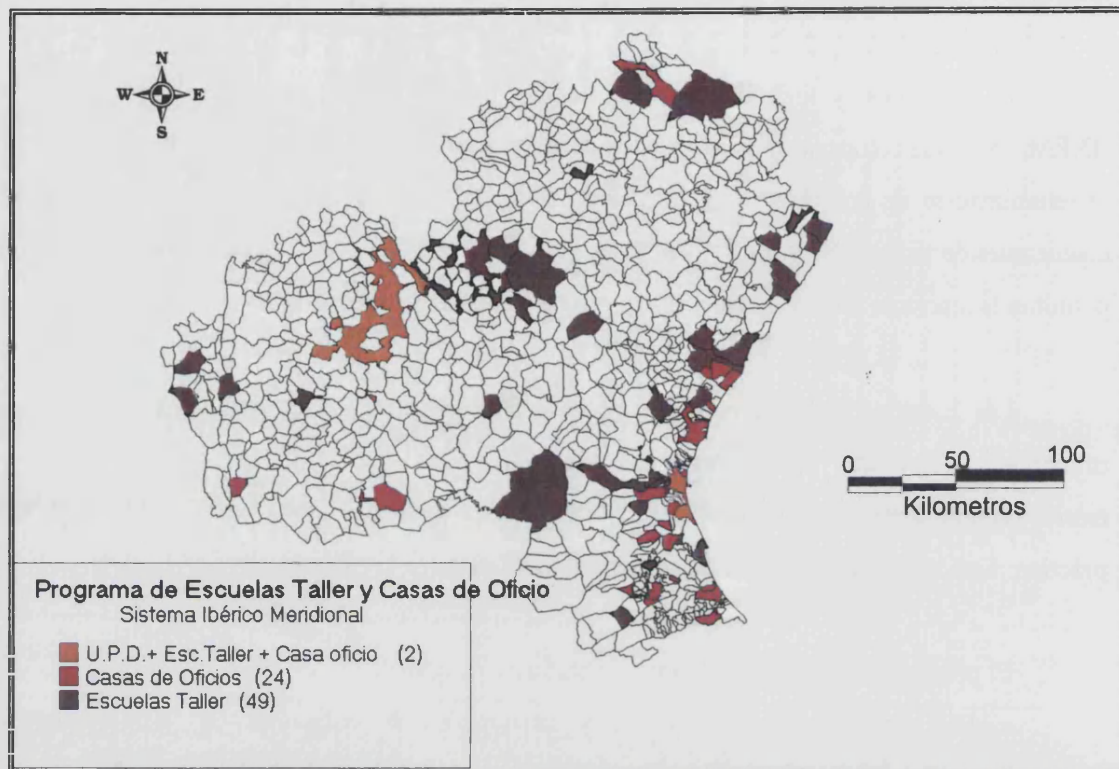 N
W E
S
0 50 100
Kilometros
Programa de Escuelas Taller y Casas de Oficio
Sistema Ibérico Meridional
U.P.D.+ Esc.Taller + Casa oficio (2)
Casas de Oficios (24)
Escuelas Taller (49)